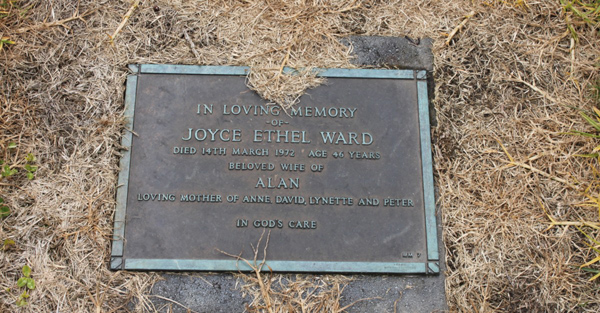 IN LOVING MEMORY
-OF-
JOYCE ETHEL WARD
DIED 14TH MARCH 1972 * AGE 46 YEARS
BELOVED WIFE OF
ALAN
LOVING MOTHER OF ANNE, DAVID, LYNETTE AND PETER
IN GOD'S CARE